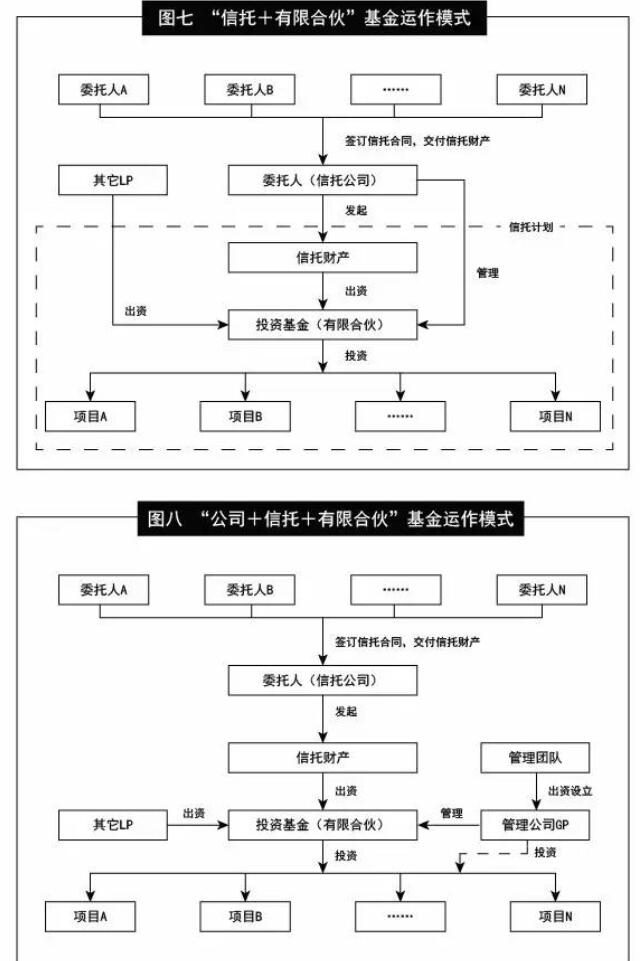 图七 “信托＋有限合伙”基金运作模式
委托人A
委托人B
……
委托人N
签订信托合同，交付信托财产
其它LP
委托人（信托公司）
发起
信托计划
信托财产
管理
出资
出资
投资基金（有限合伙）
投资
项目A
项目B
……
项目N
图八 “公司＋信托＋有限合伙”基金运作模式
委托人A
委托人B
……
委托人N
签订信托合同，交付信托财产
委托人（信托公司）
发起
信托财产
管理团队
出资
出资设立
其它LP
出资
投资基金（有限合伙）
管理
管理公司GP
投资
投资
项目A
项目B
……
项目N